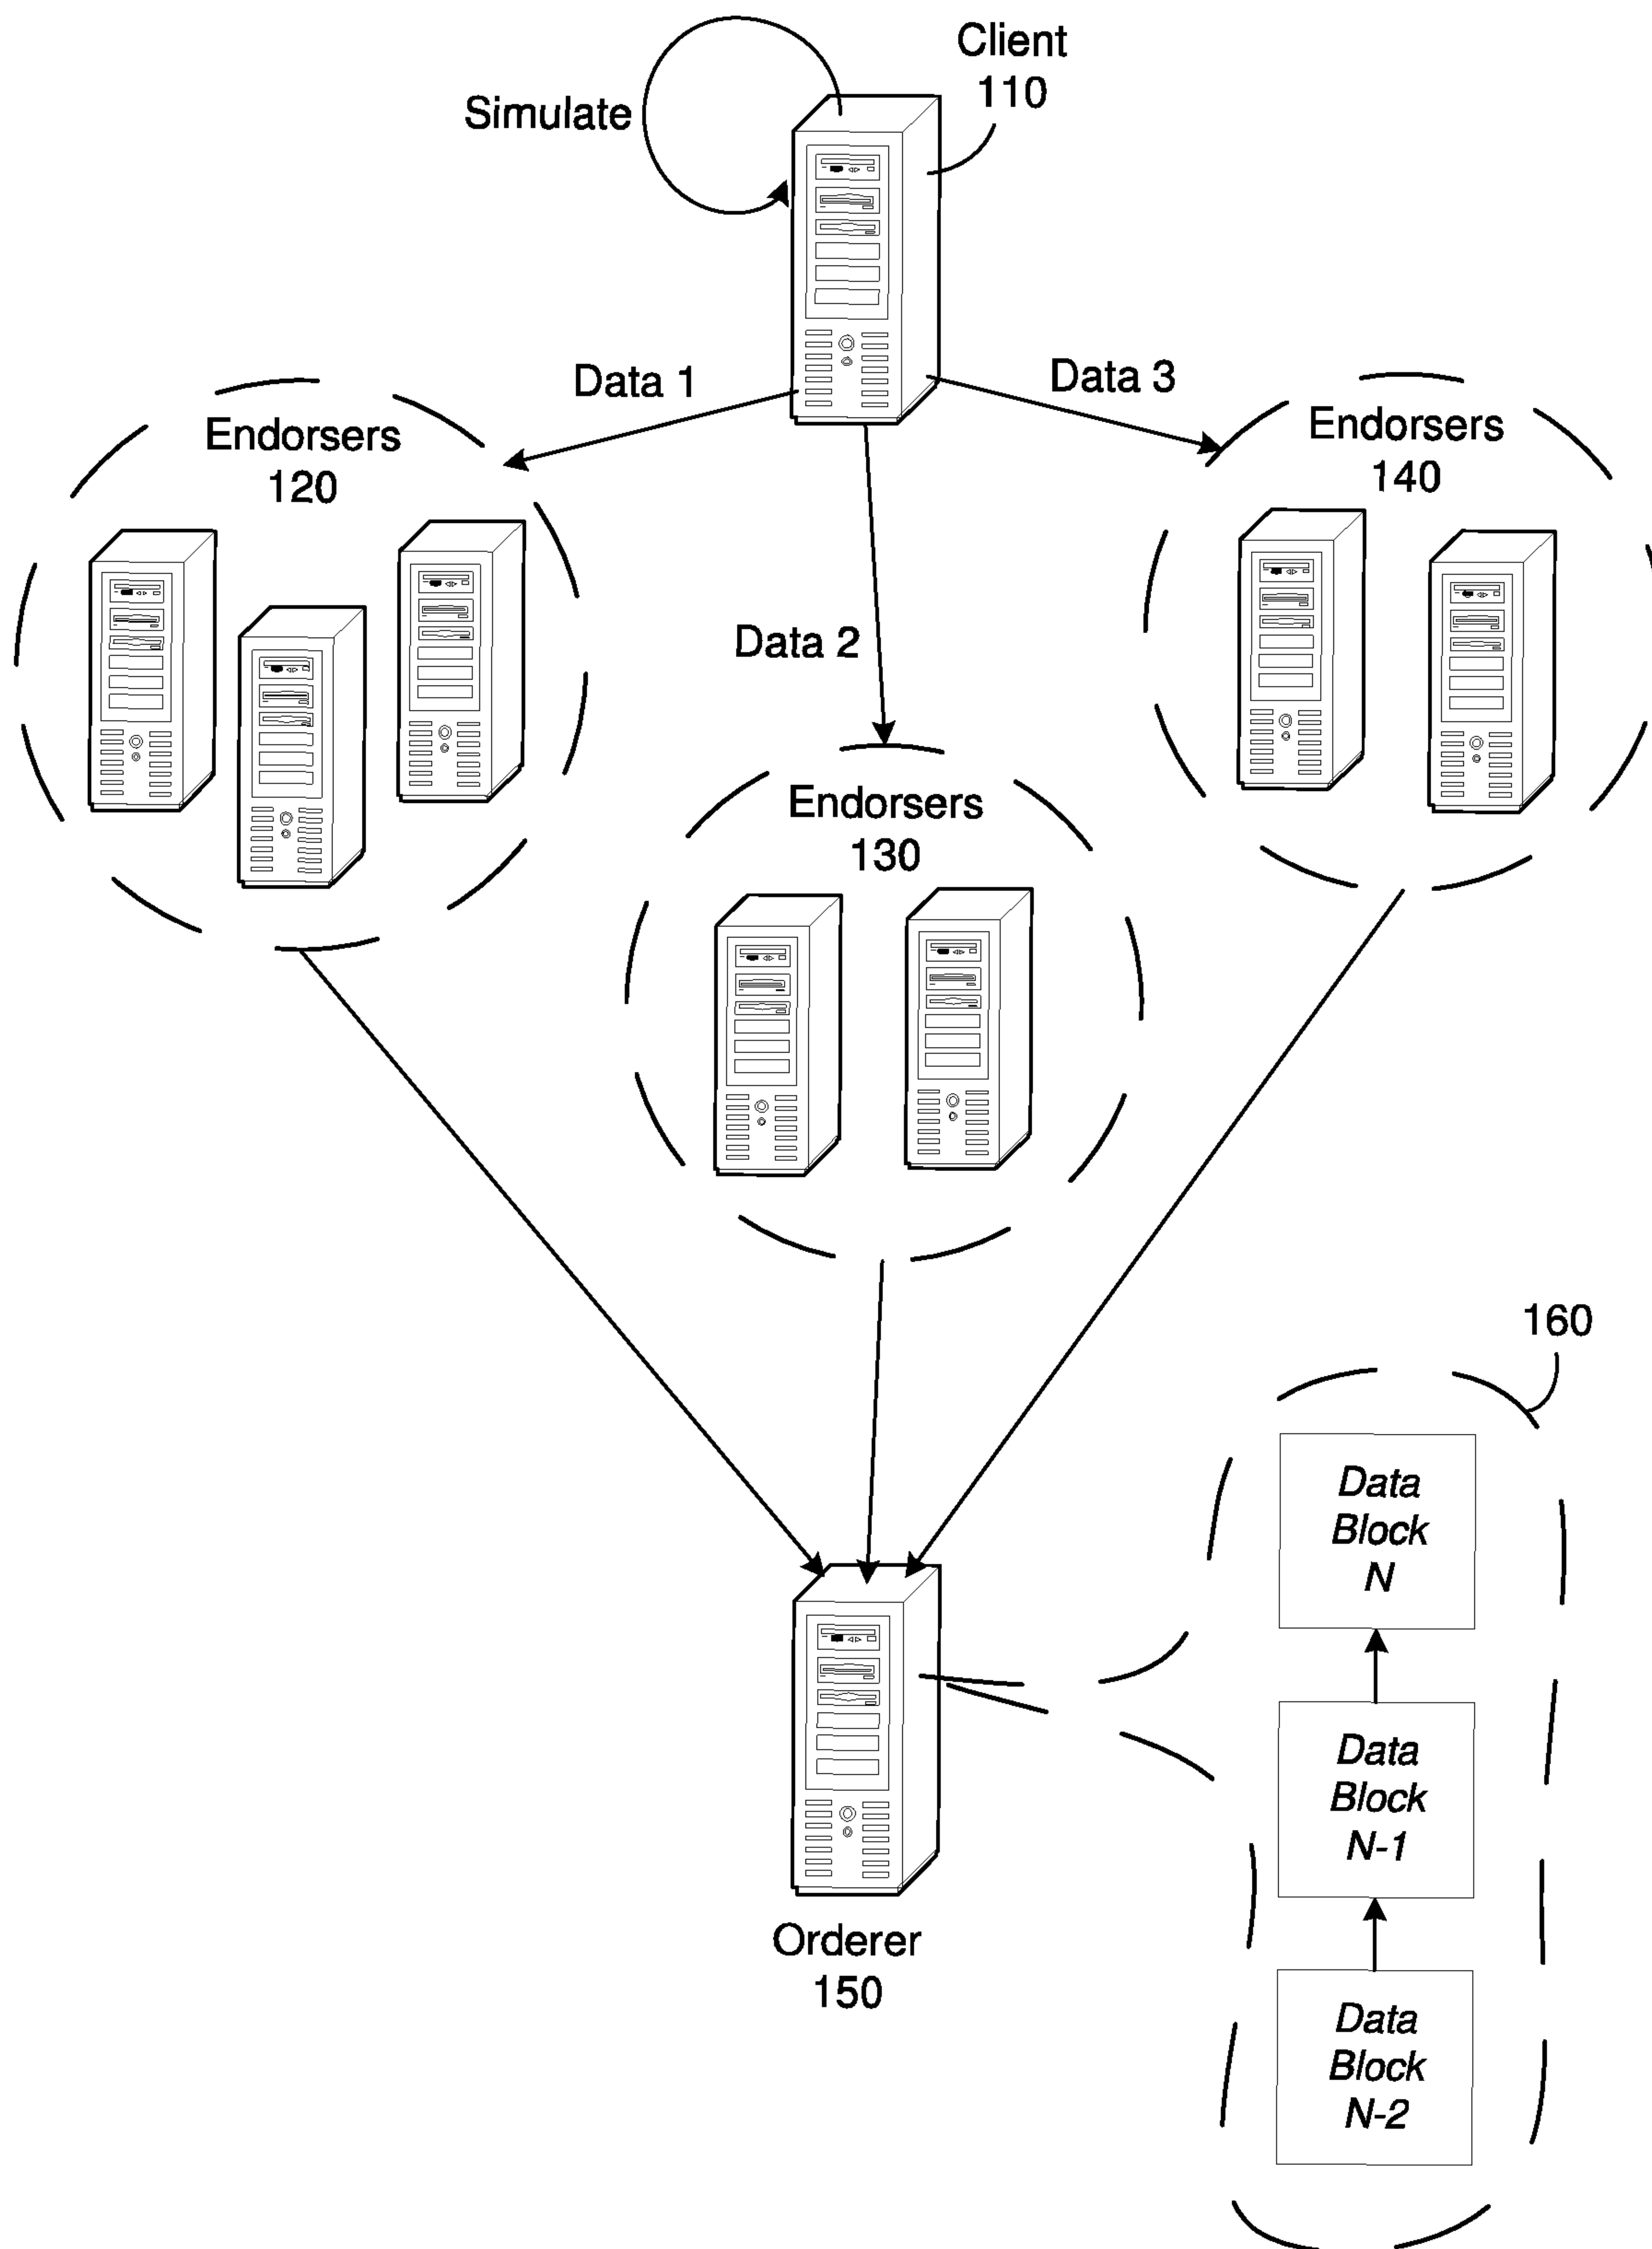 Client
110
Simulate
Data 1
Data 3
Endorsers
120
Endorsers
140
Data 2
Endorsers
130
160
Data
Block
N
Data
Block
N-1
Orderer
150
Data
Block
N-2